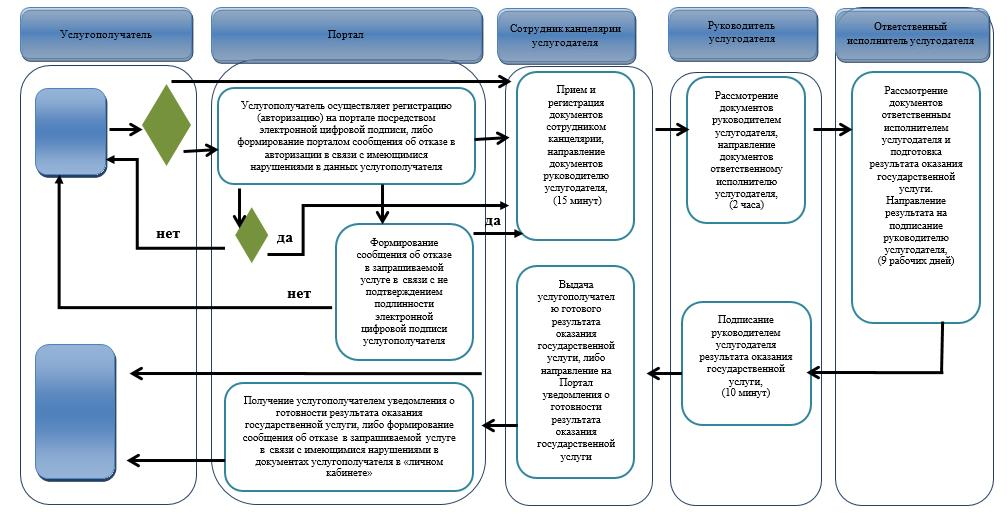 Услугополучатель
Портал
Сотрудник канцелярии
услугодателя
Руководитель
услугодателя
Ответственный
исполнитель услугодателя
Услугополучатель осуществляет регистрацию
(авторизацию) на портале посредством
электронной цифровой подписи, либо
формирование порталом сообщения об отказе в
авторизации в связи с имеющимися
нарушениями в данных услугополучателя
Прием и
регистрация
документов
сотрудником
канцелярии,
направление
документов
руководителю
услугодателя,
(15 минут)
Рассмотрение
документов
руководителем
услугодателя,
направление
документов
ответственному
исполнителю
услугодателя,
(2 часа)
Рассмотрение
документов
ответственным
исполнителем
услугодателя и
подготовка
результата оказания
государственной
услуги.
Направление
результата на
подписание
руководителю
услугодателя,
(9 рабочих дней)
нет
да
да
нет
Формирование
сообщения об отказе
в запрашиваемой
услуге в связи с не
подтверждением
подлинности
электронной
цифровой подписи
услугополучателя
Выдача
услугополучател
ю готового
результата
оказания
государственной
услуги, либо
направление на
Портал
уведомления о
готовности
результата
оказания
государственной
услуги
Подписание
руководителем
услугодателя
результата оказания
государственной
услуги,
(10 минут)
Получение услугополучателем уведомления о
готовности результата оказания
государственной услуги, либо формирование
сообщения об отказе в запрашиваемой услуге
в связи с имеющимися нарушениями в
документах услугополучателя в «личном
кабинете»